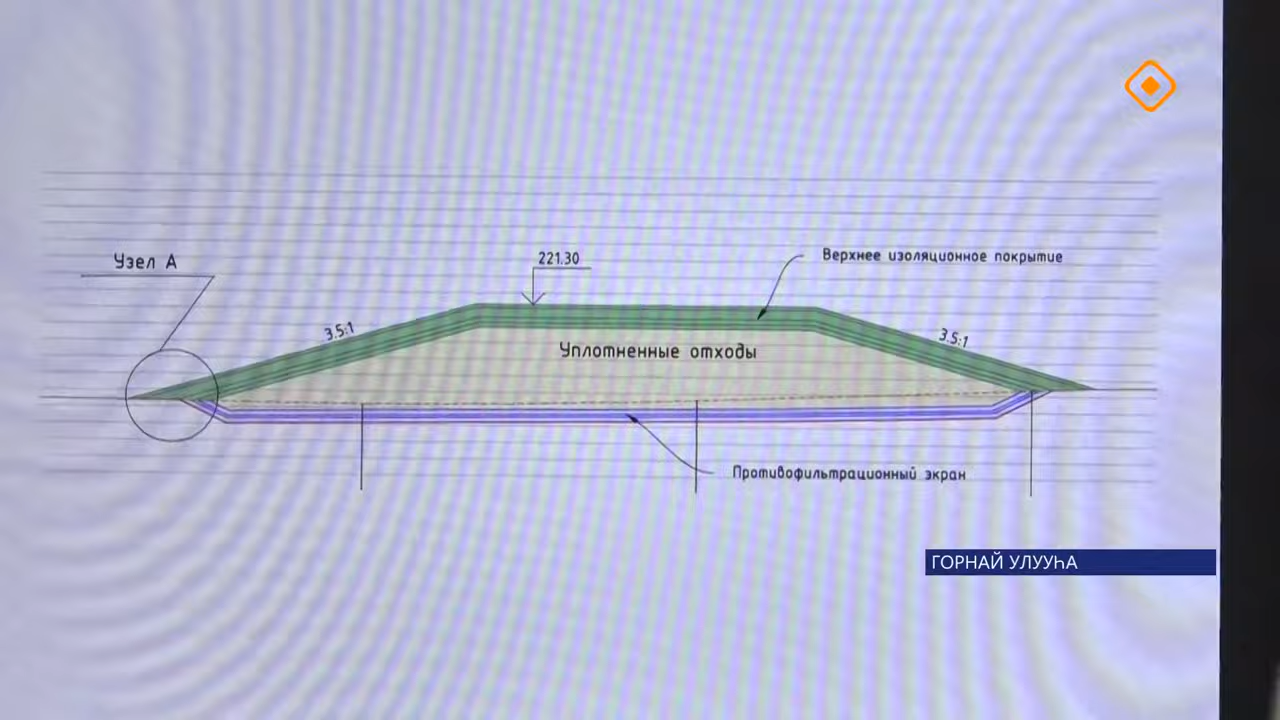 Узел А
221.30
Верхнее изоляционное покрытие
3.5:1
3.5:1
Уплотненные отходы
Противофильтрационный экран
ГОРНАЙ УЛУУҺА